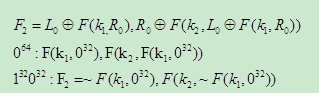 F₂ = L₀ ⊕ F(k₁,R₀), R₀ ⊕ F(k₂, L₀ ⊕ F(k₁, R₀))
0⁶⁴ : F(k₁, 0³²), F(k₂, F(k₁, 0³²))
1³²0³² : F₂ =~ F(k₁, 0³²), F(k₂, ~ F(k₁, 0³²))